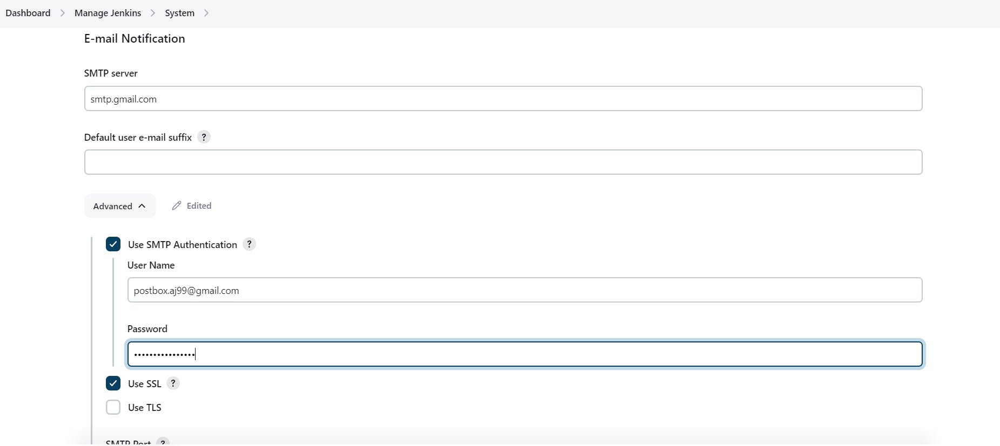 Dashboard > Manage Jenkins > System >
E-mail Notification
SMTP server
smtp.gmail.com
Default user e-mail suffix ?
Advanced Edited
Use SMTP Authentication ?
User Name
postbox.aj99@gmail.com
Password
••••••••••••••••
Use SSL ?
Use TLS
SMTP Port ?